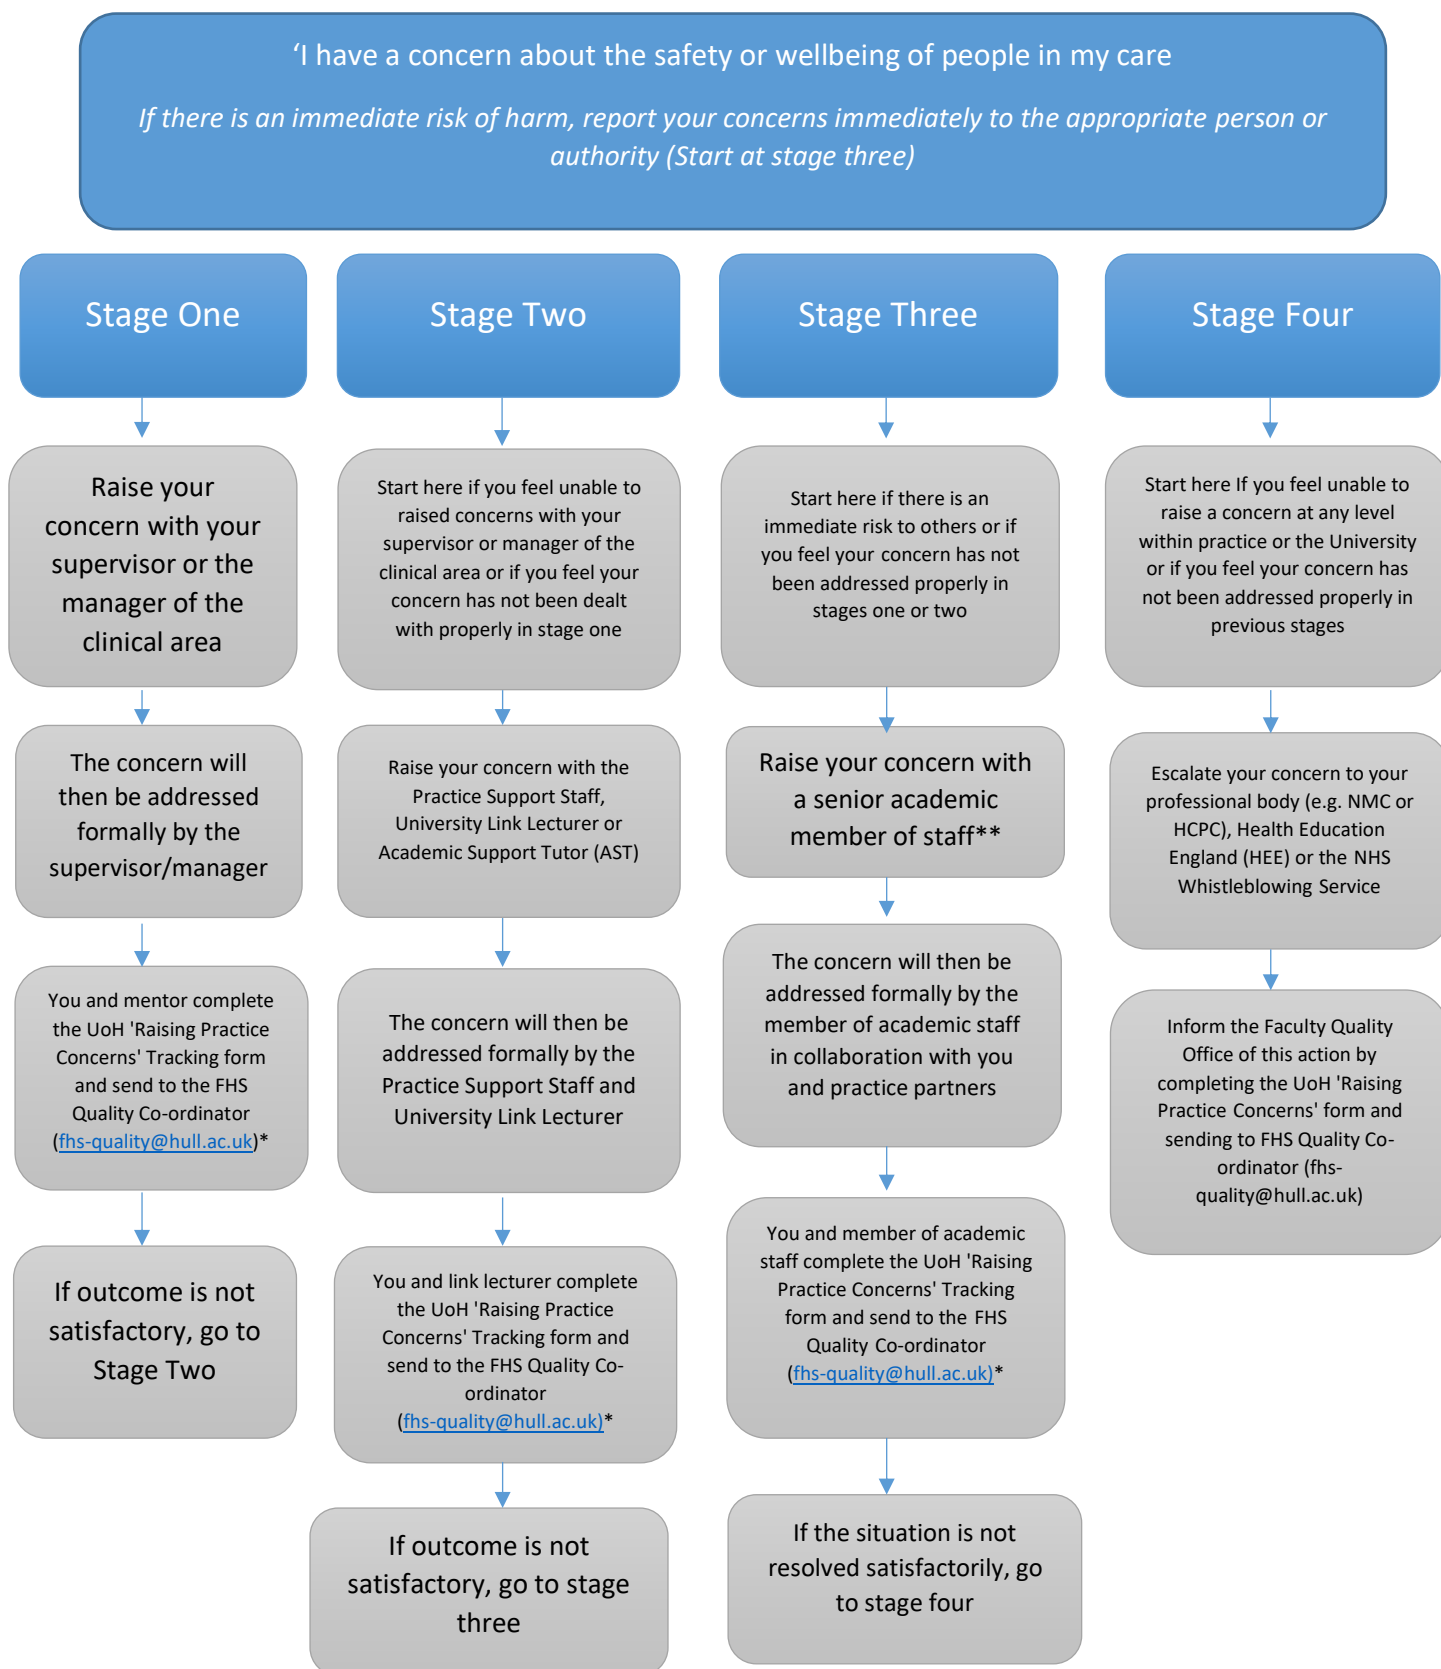 ‘I have a concern about the safety or wellbeing of people in my care
If there is an immediate risk of harm, report your concerns immediately to the appropriate person or
authority (Start at stage three)
Stage One
Raise your
concern with your
supervisor or the
manager of the
clinical area
The concern will
then be addressed
formally by the
supervisor/manager
You and mentor complete
the UoH 'Raising Practice
Concerns' Tracking form
and send to the FHS
Quality Co-ordinator
(fhs-quality@hull.ac.uk)*
If outcome is not
satisfactory, go to
Stage Two
Stage Two
Start here if you feel unable to
raised concerns with your
supervisor or manager of the
clinical area or if you feel your
concern has not been dealt
with properly in stage one
Raise your concern with the
Practice Support Staff,
University Link Lecturer or
Academic Support Tutor (AST)
The concern will then be
addressed formally by the
Practice Support Staff and
University Link Lecturer
You and link lecturer complete
the UoH 'Raising Practice
Concerns' Tracking form and
send to the FHS Quality Co-
ordinator
(fhs-quality@hull.ac.uk)*
If outcome is not
satisfactory, go to stage
three
Stage Three
Start here if there is an
immediate risk to others or if
you feel your concern has not
been addressed properly in
stages one or two
Raise your concern with
a senior academic
member of staff**
The concern will then be
addressed formally by the
member of academic staff
in collaboration with you
and practice partners
You and member of academic
staff complete the UoH 'Raising
Practice Concerns' Tracking
form and send to the FHS
Quality Co-ordinator
(fhs-quality@hull.ac.uk)*
If the situation is not
resolved satisfactorily, go
to stage four
Stage Four
Start here If you feel unable to
raise a concern at any level
within practice or the University
or if you feel your concern has
not been addressed properly in
previous stages
Escalate your concern to your
professional body (e.g. NMC or
HCPC), Health Education
England (HEE) or the NHS
Whistleblowing Service
Inform the Faculty Quality
Office of this action by
completing the UoH 'Raising
Practice Concerns' form and
sending to FHS Quality Co-
ordinator (fhs-
quality@hull.ac.uk)